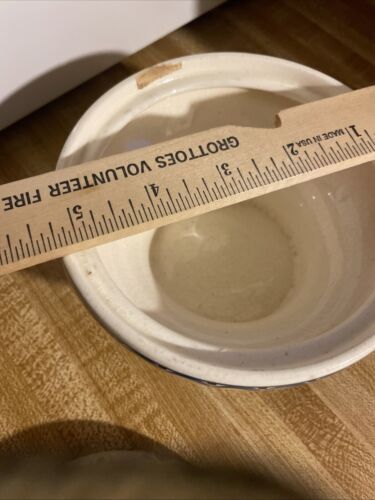 GROTTOES VOLUNTEER FIRE
MADE IN USA
5 4 3 2 1